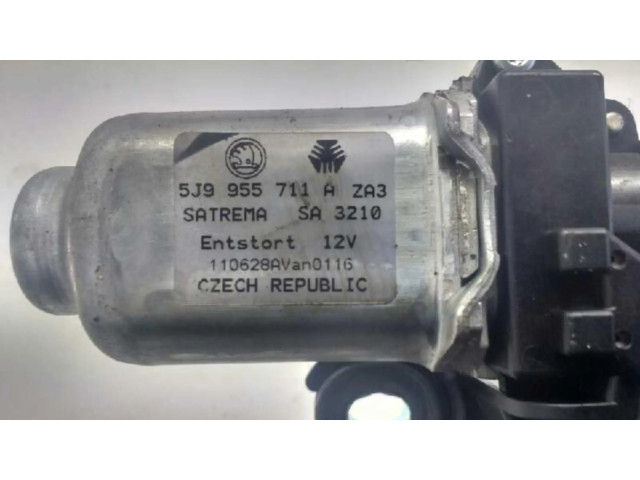 5J9 955 711 A ZA3
SATREMA SA 3210
Entstort 12V
110628AVan0116
CZECH REPUBLIC